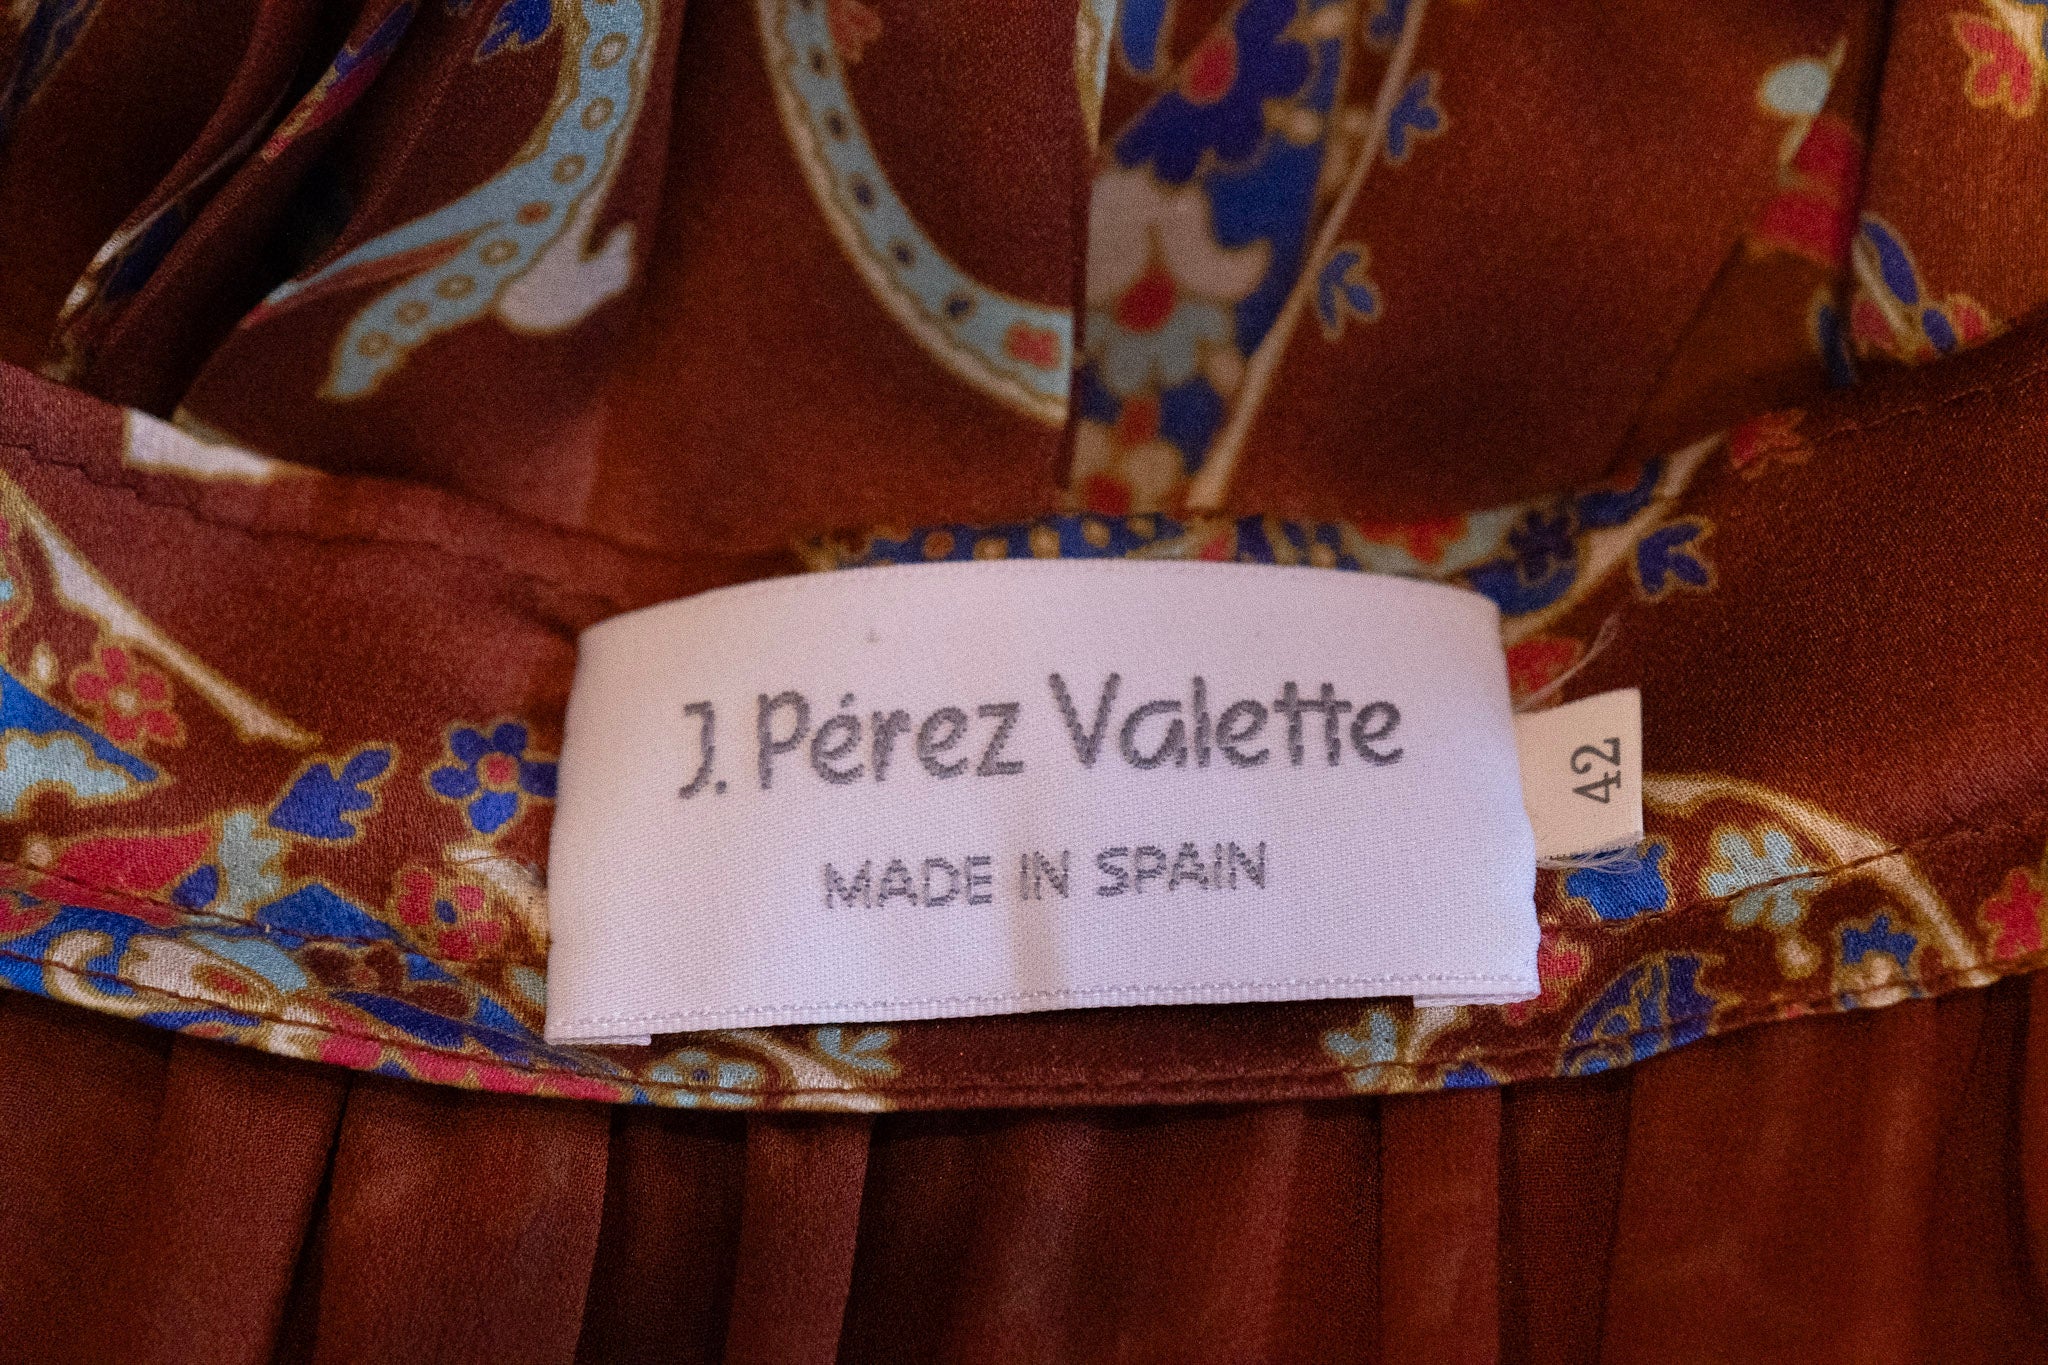 J. Pérez Valette
MADE IN SPAIN
42